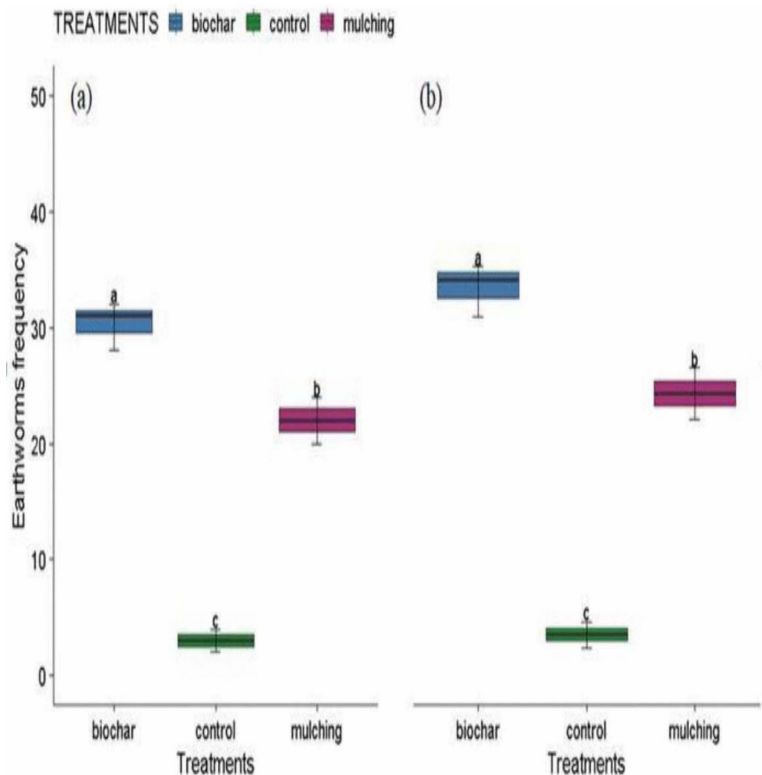 TREATMENTS biochar control mulching
(a) (b)
50
40
30
20
10
0
Earthworms frequency
a
b
c
a
b
c
biochar control mulching
biochar control mulching
Treatments
Treatments